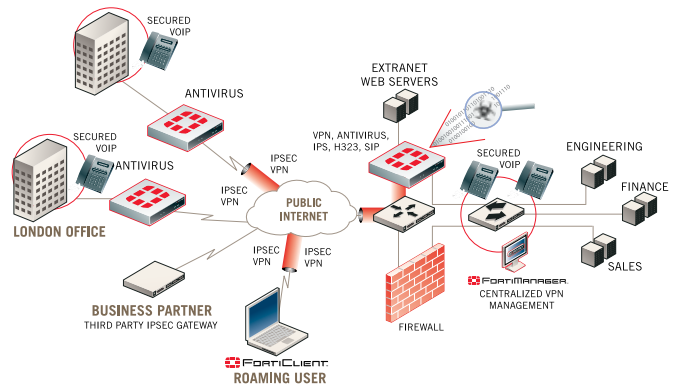 SECURED
VOIP
ANTIVIRUS
SECURED
VOIP
ANTIVIRUS
LONDON OFFICE
IPSEC
VPN
IPSEC
VPN
PUBLIC
INTERNET
IPSEC
VPN
IPSEC
VPN
BUSINESS PARTNER
THIRD PARTY IPSEC GATEWAY
FORTICLIENT
ROAMING USER
EXTRANET
WEB SERVERS
VPN, ANTIVIRUS,
IPS, H323, SIP
SECURED
VOIP
ENGINEERING
FINANCE
SALES
FORTIMANAGER
CENTRALIZED VPN
MANAGEMENT
FIREWALL